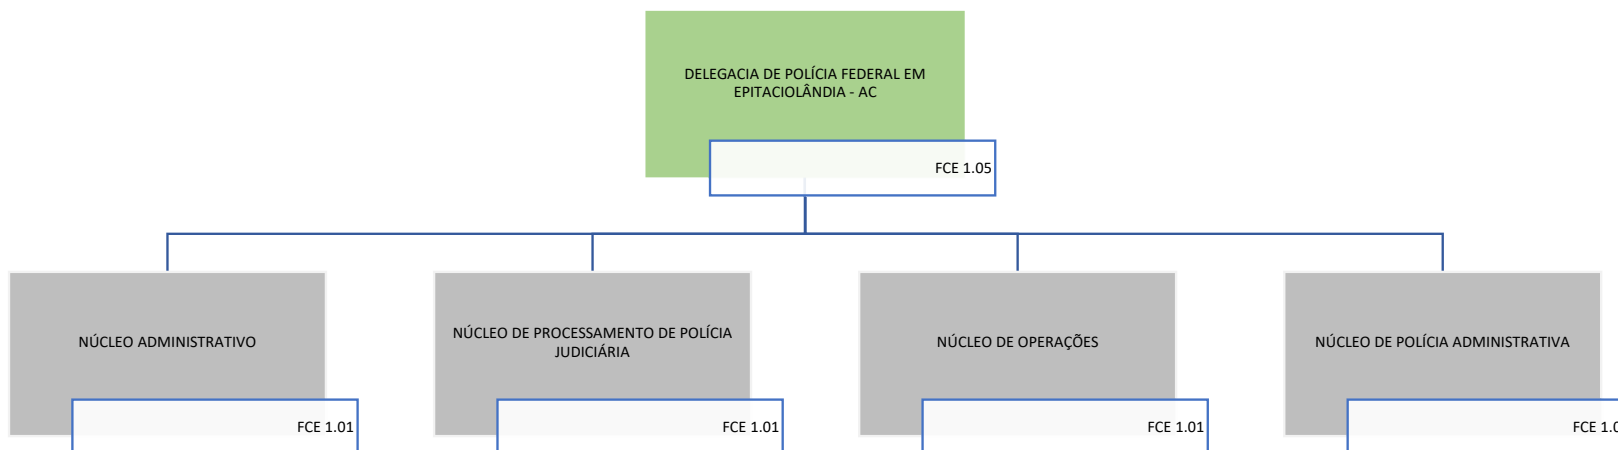 DELEGACIA DE POLÍCIA FEDERAL EM
EPITACIOLÂNDIA - AC
FCE 1.05
NÚCLEO ADMINISTRATIVO
FCE 1.01
NÚCLEO DE PROCESSAMENTO DE POLÍCIA
JUDICIÁRIA
FCE 1.01
NÚCLEO DE OPERAÇÕES
FCE 1.01
NÚCLEO DE POLÍCIA ADMINISTRATIVA
FCE